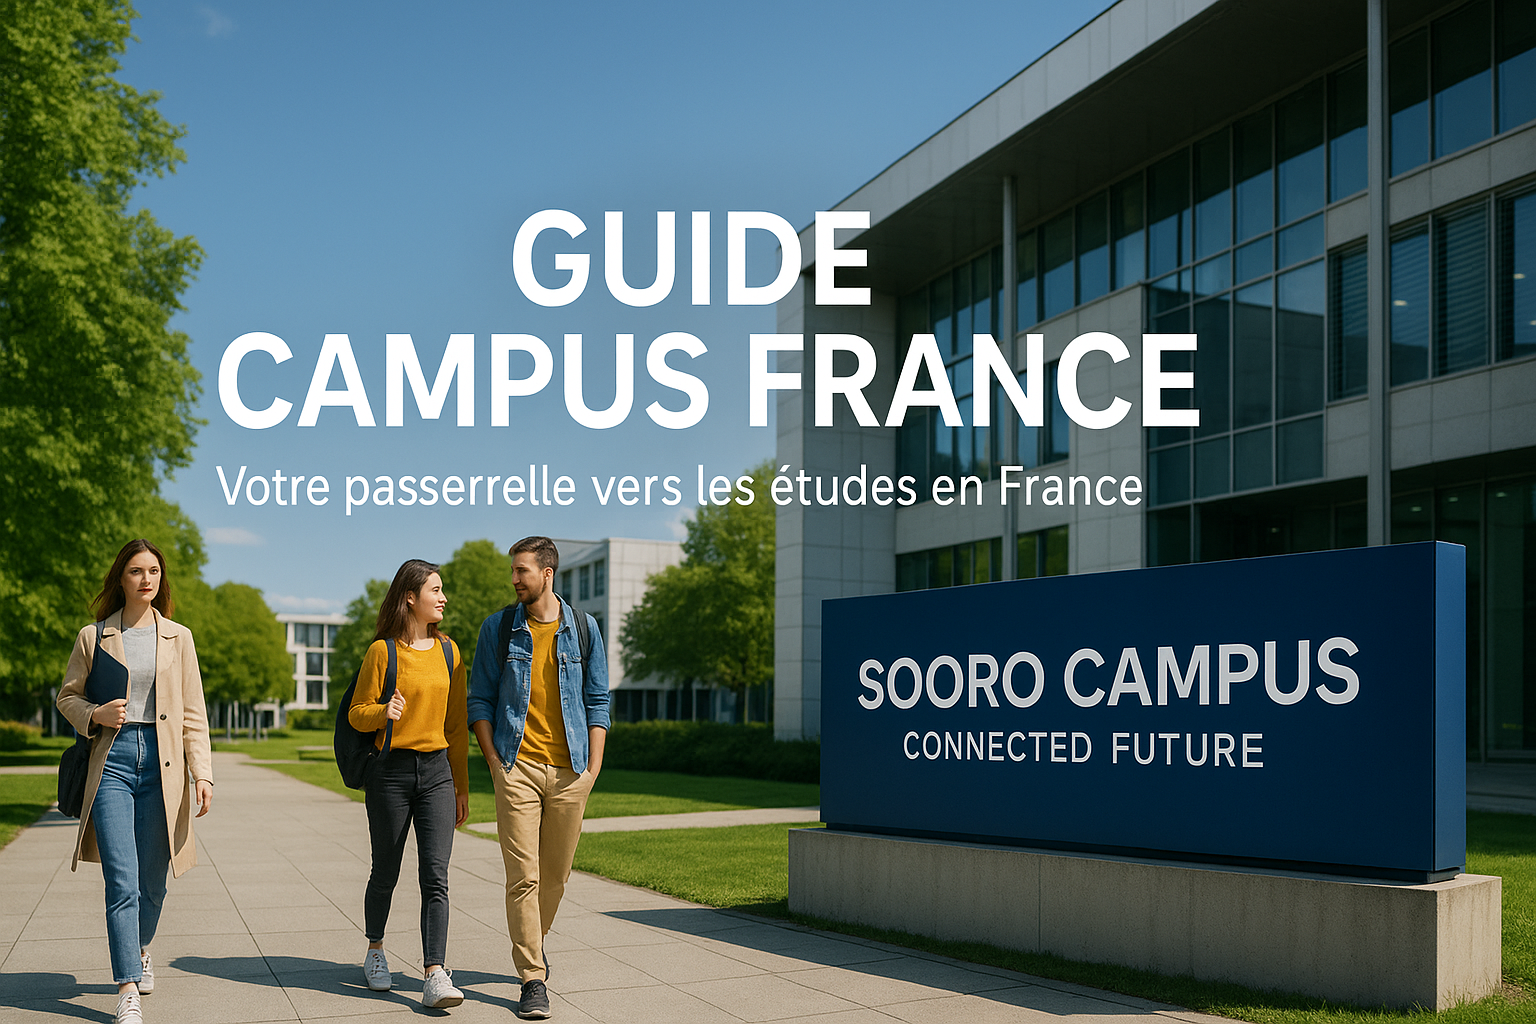 GUIDE
CAMPUS FRANCE
Votre passerrelle vers les études en France
SOORO CAMPUS
CONNECTED FUTURE